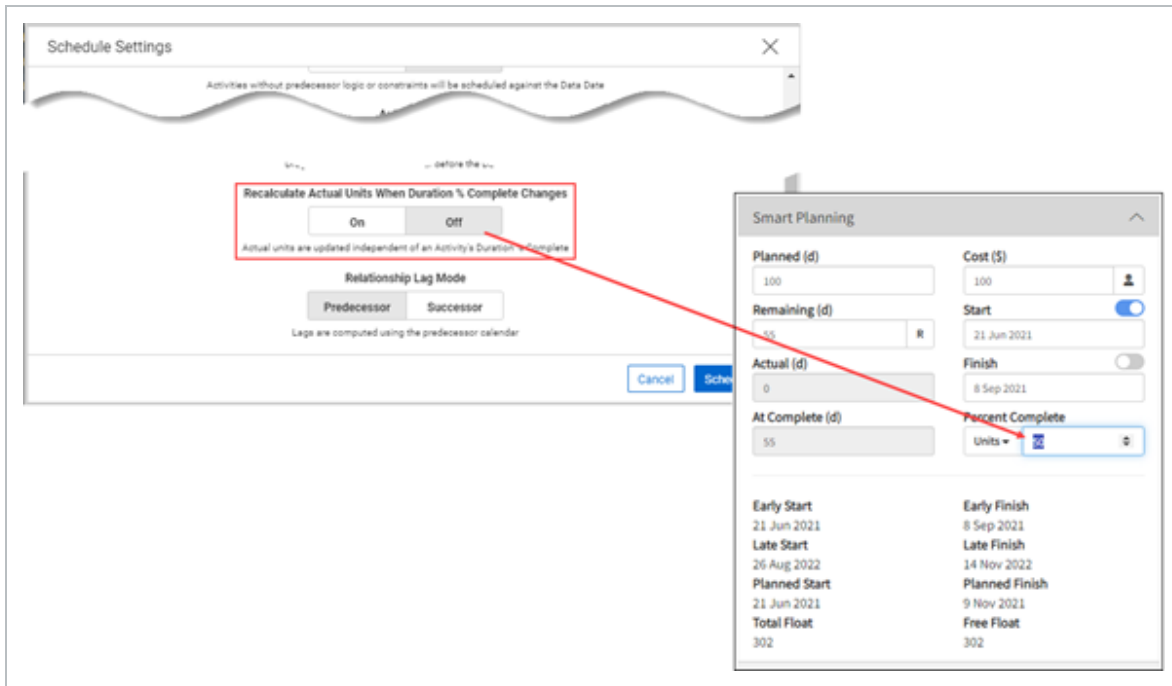 Schedule Settings
Activities without predecessor logic or constraints will be scheduled against the Data Date
before the
Recalculate Actual Units When Duration % Complete Changes
On Off
Actual units are updated independent of an Activity's Duration % Complete
Relationship Lag Mode
Predecessor Successor
Lags are computed using the predecessor calendar
Cancel
Smart Planning
Planned (d) Cost ($)
100 100
Remaining (d) Start
55 R 21 Jun 2021
Actual (d) Finish
0 8 Sep 2021
At Complete (d) Percent Complete
55 Units 50
Early Start Early Finish
21 Jun 2021 8 Sep 2021
Late Start Late Finish
26 Aug 2022 14 Nov 2022
Planned Start Planned Finish
21 Jun 2021 9 Nov 2021
Total Float Free Float
302 302